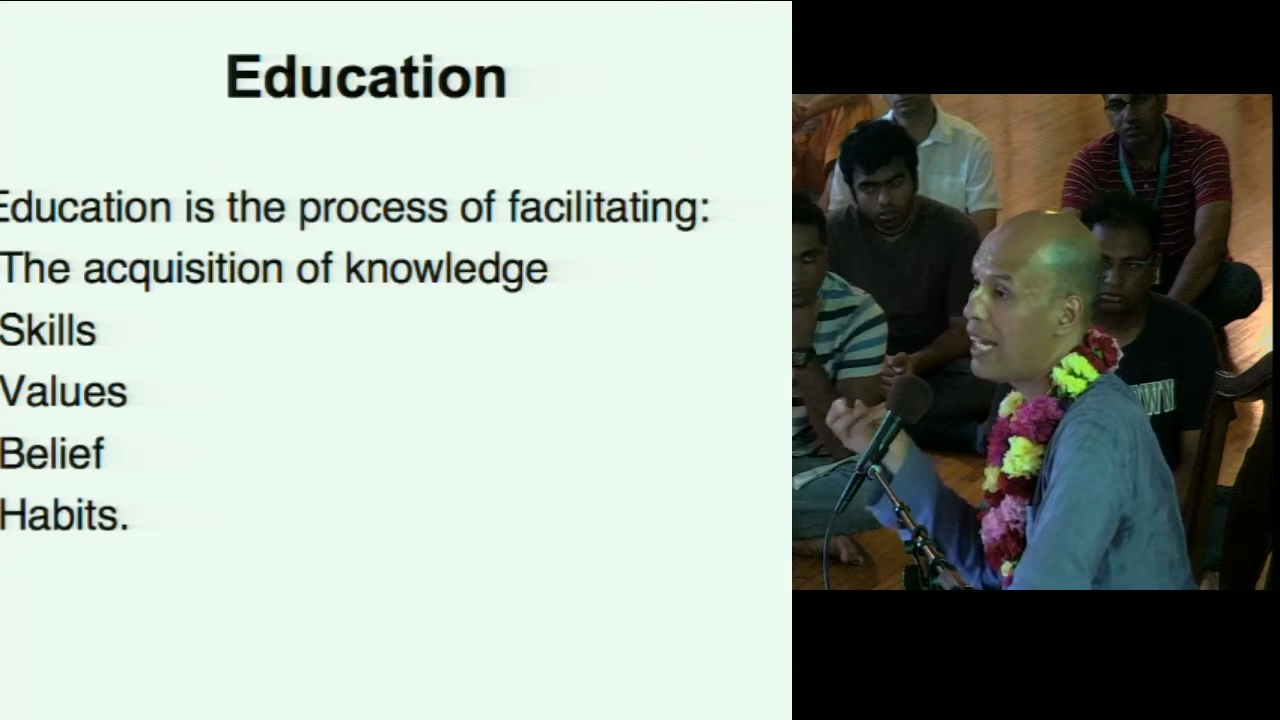 Education
Education is the process of facilitating:
The acquisition of knowledge
Skills
Values
Belief
Habits.